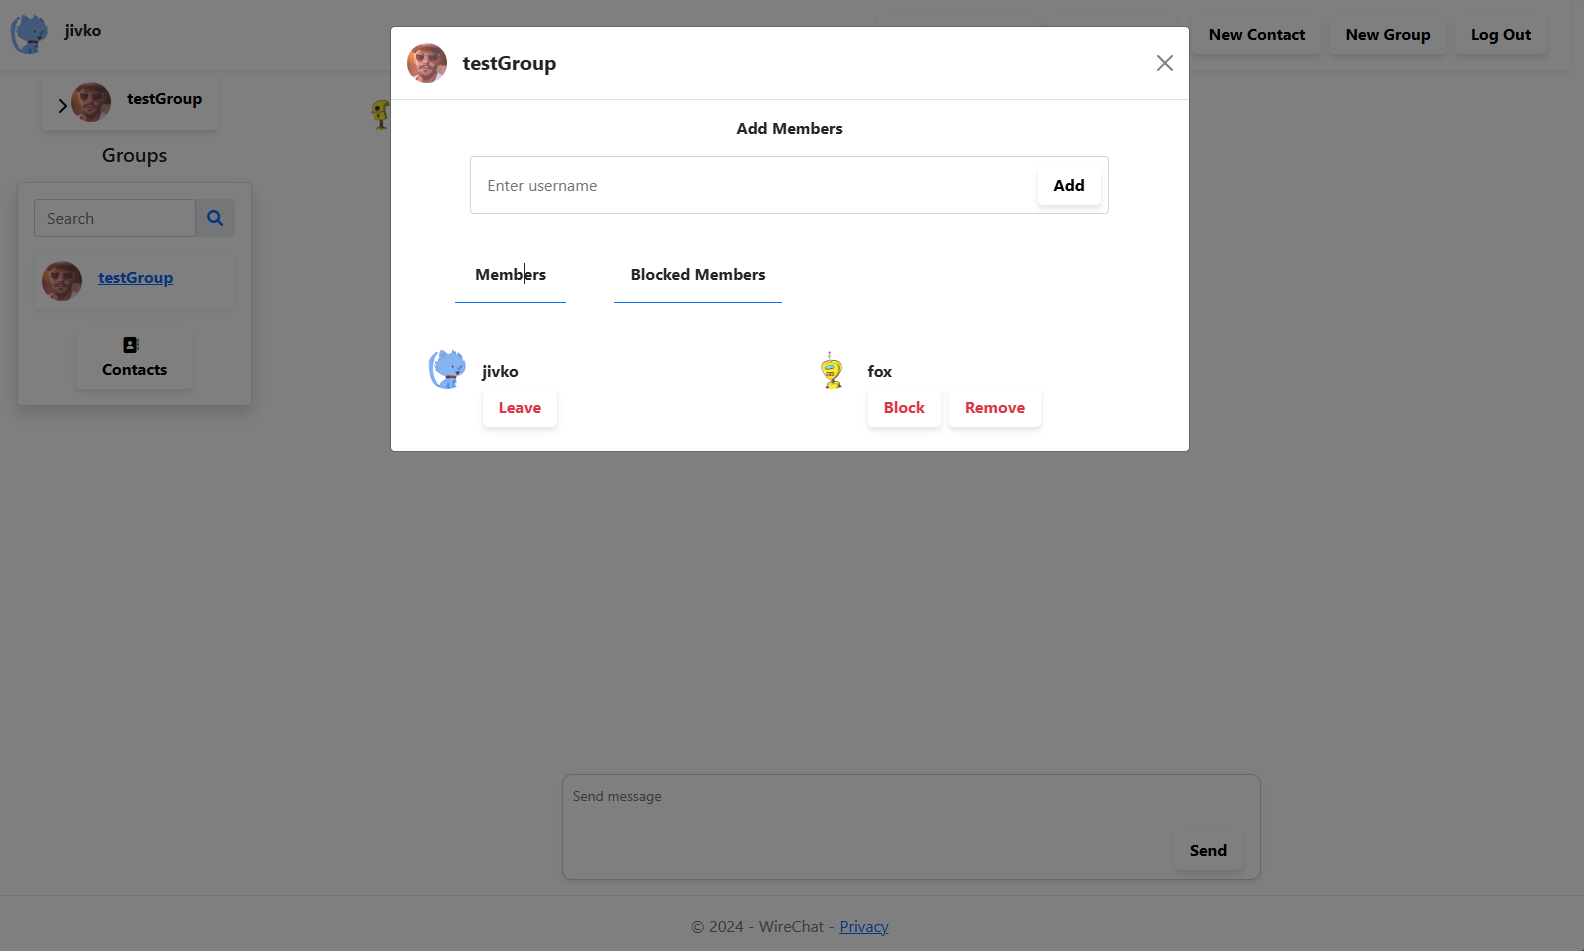 jivko
New Contact
New Group
Log Out
testGroup
Groups
Search
testGroup
Contacts
testGroup
Add Members
Enter username
Add
Members
Blocked Members
jivko
Leave
fox
Block
Remove
Send message
Send
© 2024 - WireChat - Privacy